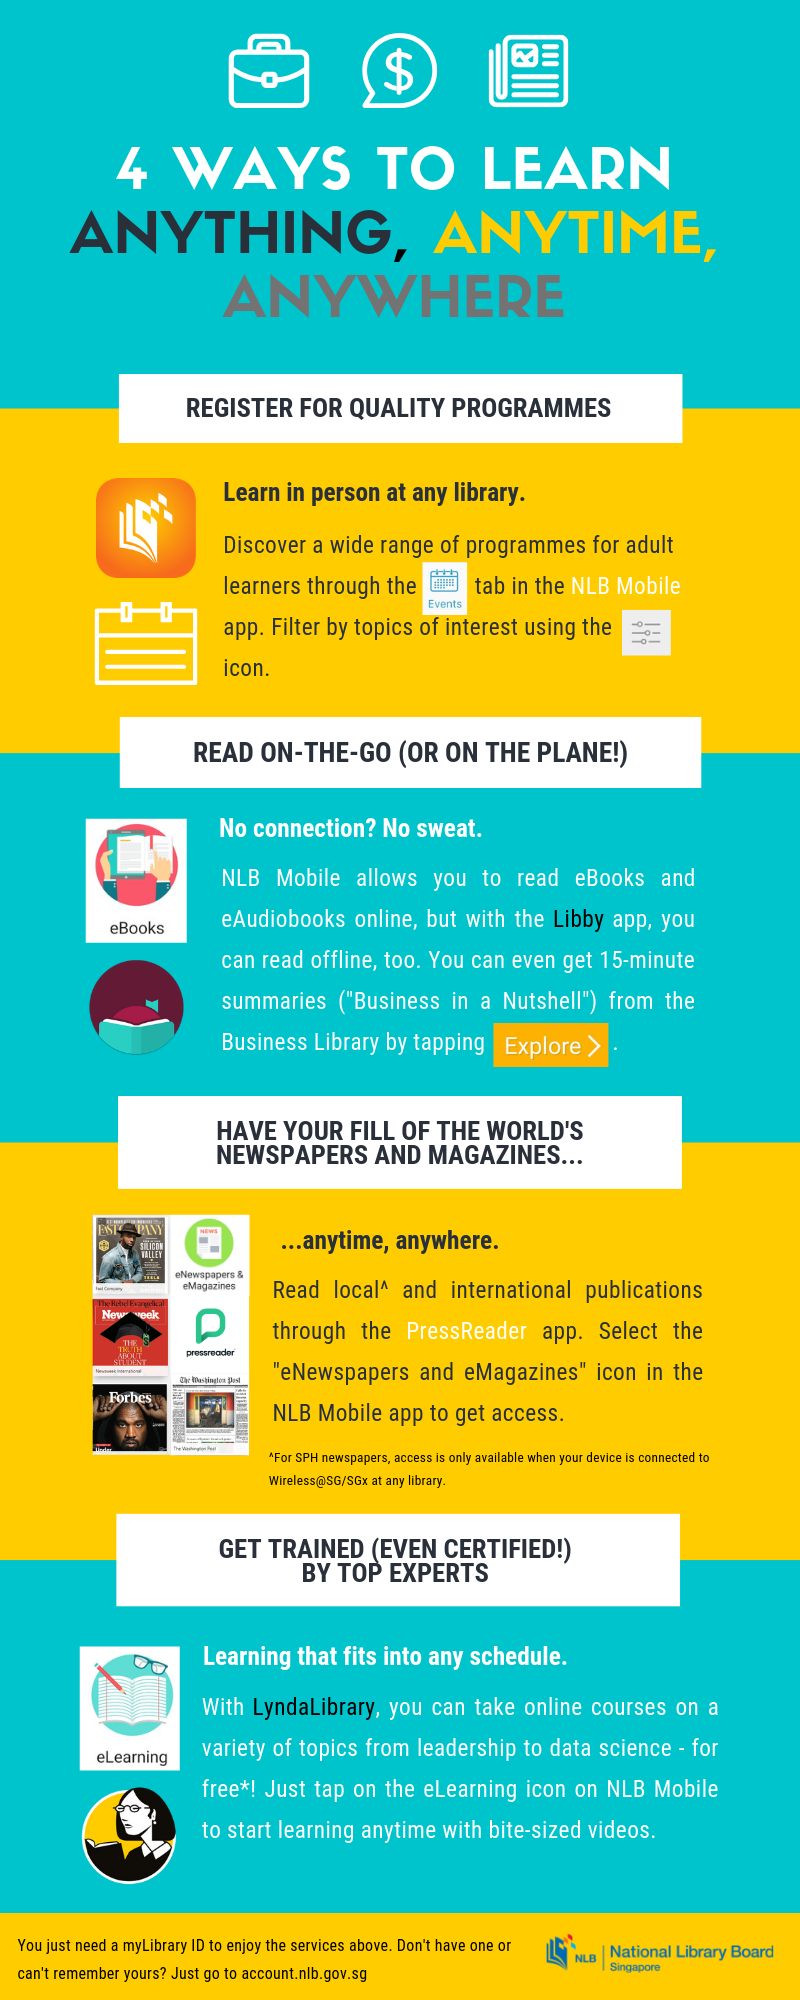 4 WAYS TO LEARN
ANYTHING, ANYTIME,
ANYWHERE
REGISTER FOR QUALITY PROGRAMMES
Learn in person at any library.
Discover a wide range of programmes for adult
learners through the Events tab in the NLB Mobile
app. Filter by topics of interest using the
icon.
READ ON-THE-GO (OR ON THE PLANE!)
eBooks
No connection? No sweat.
NLB Mobile allows you to read eBooks and
eAudiobooks online, but with the Libby app, you
can read offline, too. You can even get 15-minute
summaries ("Business in a Nutshell") from the
Business Library by tapping Explore > .
HAVE YOUR FILL OF THE WORLD'S
NEWSPAPERS AND MAGAZINES...
FAST COMPANY
SILICON
VALLEY
Fast Company
NEWS
eNewspapers &
eMagazines
The Rebel Evangelical
Newsweek
THE
TRUTH
ABOUT
STUDENT
Newsweek International
pressreader
Forbes
The Washington Post
The Washington Post
...anytime, anywhere.
Read local^ and international publications
through the PressReader app. Select the
"eNewspapers and eMagazines" icon in the
NLB Mobile app to get access.
^For SPH newspapers, access is only available when your device is connected to
Wireless@SG/SGx at any library.
GET TRAINED (EVEN CERTIFIED!)
BY TOP EXPERTS
eLearning
Learning that fits into any schedule.
With LyndaLibrary, you can take online courses on a
variety of topics from leadership to data science - for
free*! Just tap on the eLearning icon on NLB Mobile
to start learning anytime with bite-sized videos.
You just need a myLibrary ID to enjoy the services above. Don't have one or
can't remember yours? Just go to account.nlb.gov.sg
NLB National Library Board
Singapore